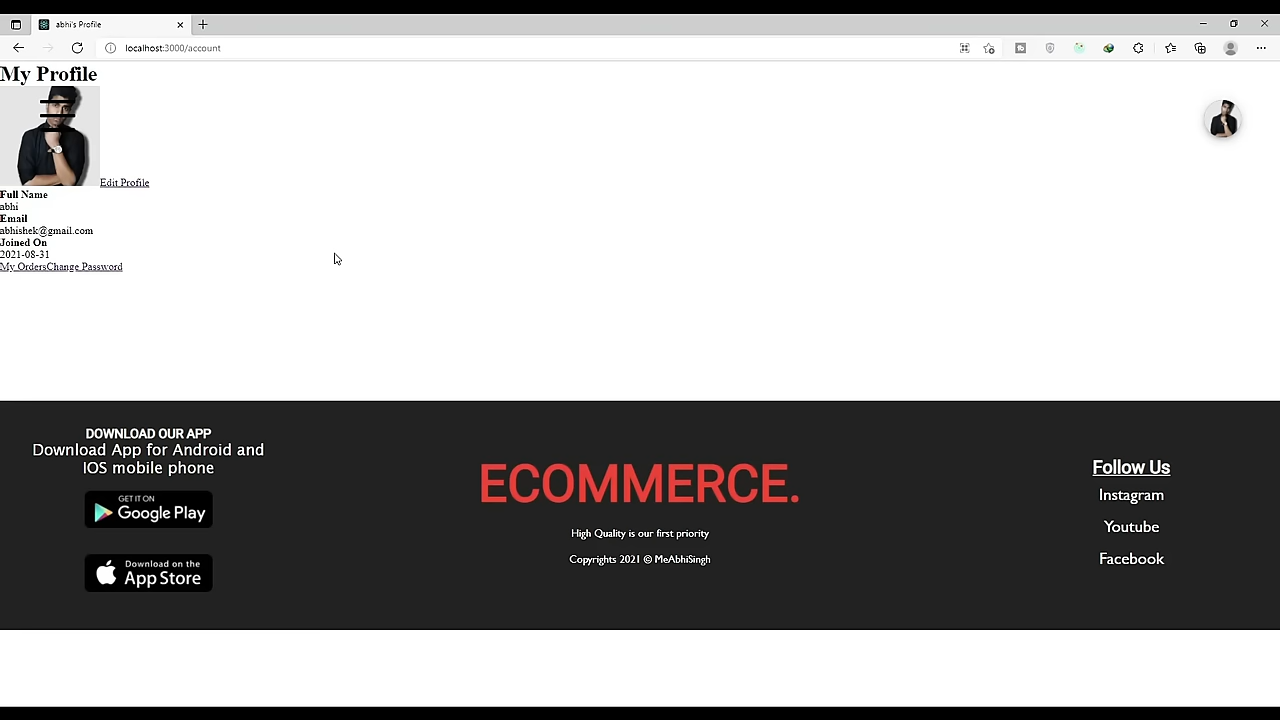 abhi's Profile
localhost:3000/account
My Profile
Edit Profile
Full Name
abhi
Email
abhishek@gmail.com
Joined On
2021-08-31
My OrdersChange Password
DOWNLOAD OUR APP
Download App for Android and
IOS mobile phone
GET IT ON
Google Play
Download on the
App Store
ECOMMERCE.
High Quality is our first priority
Copyrights 2021 © MeAbhiSingh
Follow Us
Instagram
Youtube
Facebook